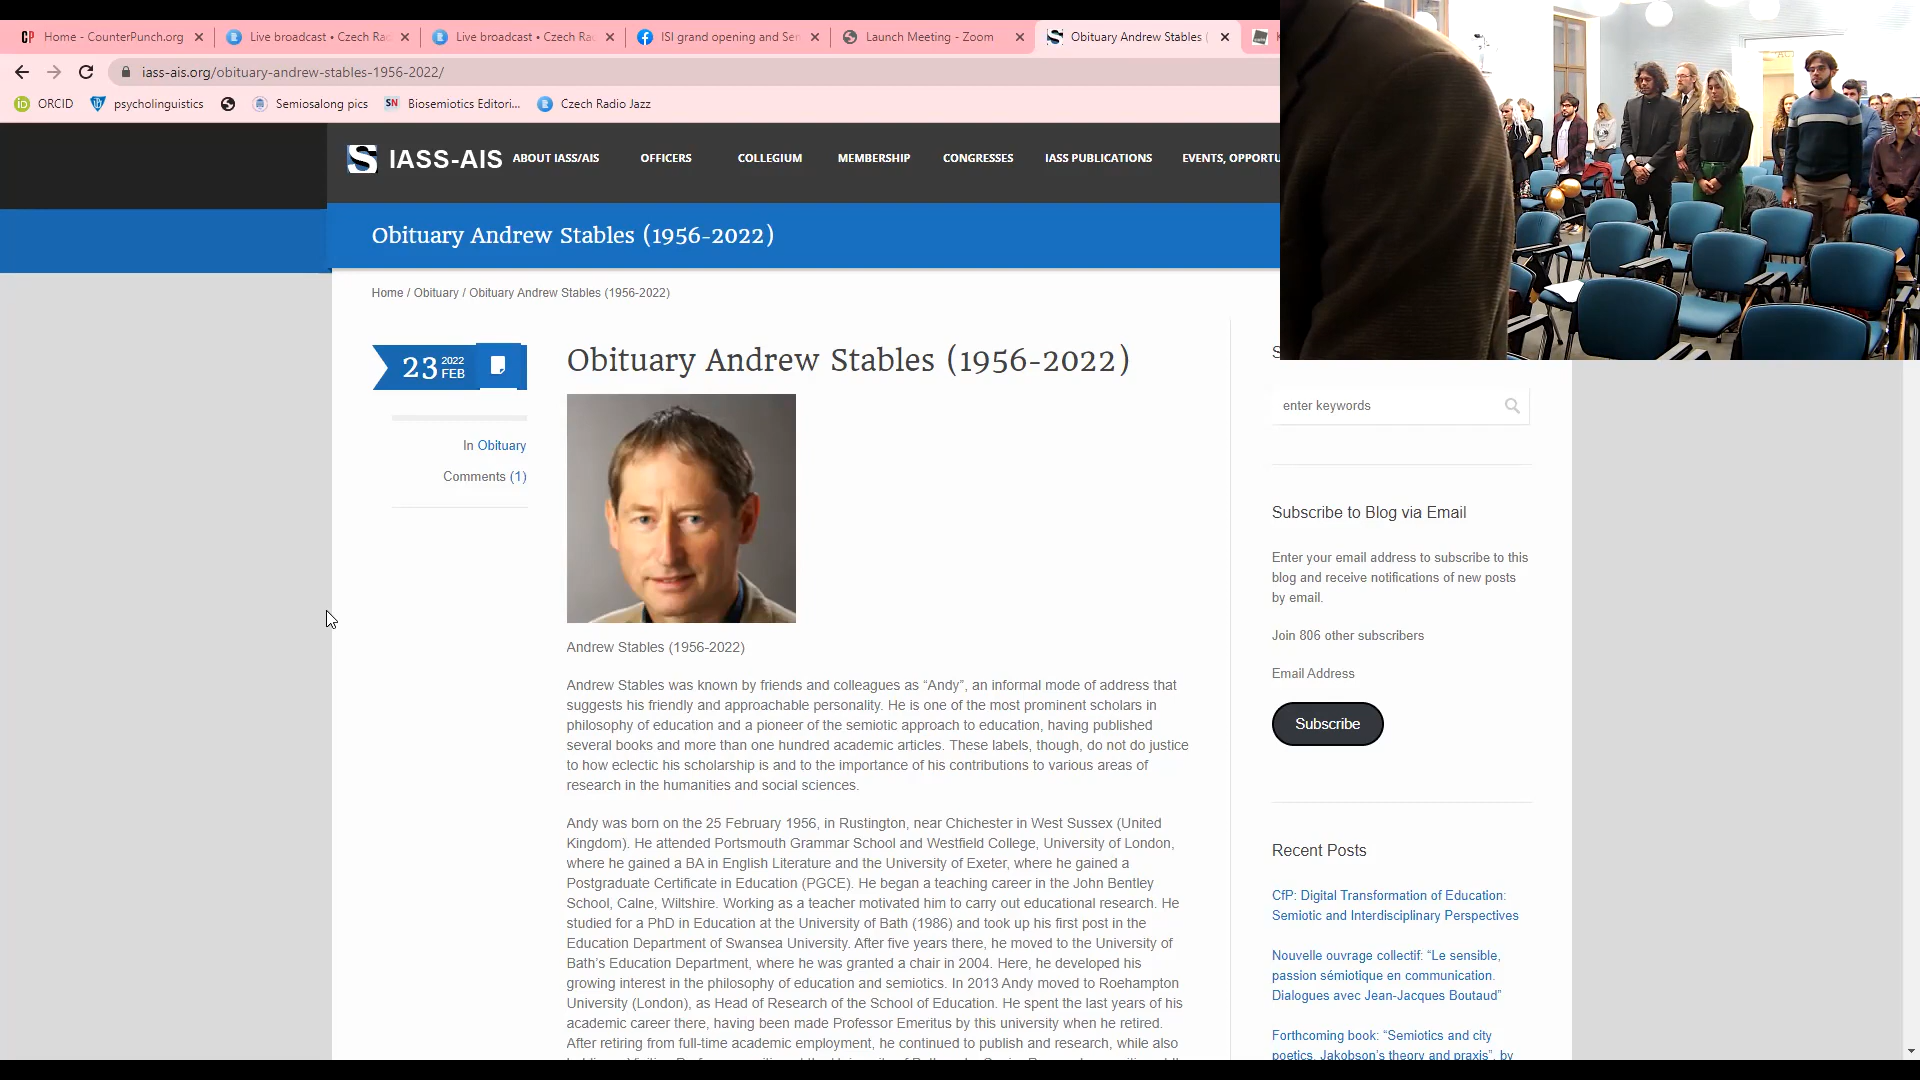 Home - CounterPunch.org
Live broadcast • Czech Ra
Live broadcast • Czech Ra
ISI grand opening and Se
Launch Meeting - Zoom
Obituary Andrew Stables (
iass-ais.org/obituary-andrew-stables-1956-2022/
ORCID
psycholinguistics
Semiosalong pics
SN
Biosemiotics Editori...
Czech Radio Jazz
IASS-AIS
ABOUT IASS/AIS
OFFICERS
COLLEGIUM
MEMBERSHIP
CONGRESSES
IASS PUBLICATIONS
EVENTS, OPPORTU
Obituary Andrew Stables (1956-2022)
Home / Obituary / Obituary Andrew Stables (1956-2022)
23 2022 FEB
In Obituary
Comments (1)
Obituary Andrew Stables (1956-2022)
Andrew Stables (1956-2022)
Andrew Stables was known by friends and colleagues as “Andy”, an informal mode of address that
suggests his friendly and approachable personality. He is one of the most prominent scholars in
philosophy of education and a pioneer of the semiotic approach to education, having published
several books and more than one hundred academic articles. These labels, though, do not do justice
to how eclectic his scholarship is and to the importance of his contributions to various areas of
research in the humanities and social sciences.
Andy was born on the 25 February 1956, in Rustington, near Chichester in West Sussex (United
Kingdom). He attended Portsmouth Grammar School and Westfield College, University of London,
where he gained a BA in English Literature and the University of Exeter, where he gained a
Postgraduate Certificate in Education (PGCE). He began a teaching career in the John Bentley
School, Calne, Wiltshire. Working as a teacher motivated him to carry out educational research. He
studied for a PhD in Education at the University of Bath (1986) and took up his first post in the
Education Department of Swansea University. After five years there, he moved to the University of
Bath’s Education Department, where he was granted a chair in 2004. Here, he developed his
growing interest in the philosophy of education and semiotics. In 2013 Andy moved to Roehampton
University (London), as Head of Research of the School of Education. He spent the last years of his
academic career there, having been made Professor Emeritus by this university when he retired.
After retiring from full-time academic employment, he continued to publish and research, while also
enter keywords
Subscribe to Blog via Email
Enter your email address to subscribe to this
blog and receive notifications of new posts
by email.
Join 806 other subscribers
Email Address
Subscribe
Recent Posts
CfP: Digital Transformation of Education:
Semiotic and Interdisciplinary Perspectives
Nouvelle ouvrage collectif: “Le sensible,
passion sémiotique en communication.
Dialogues avec Jean-Jacques Boutaud”
Forthcoming book: “Semiotics and city
poetics. Jakobson’s theory and praxis”, by